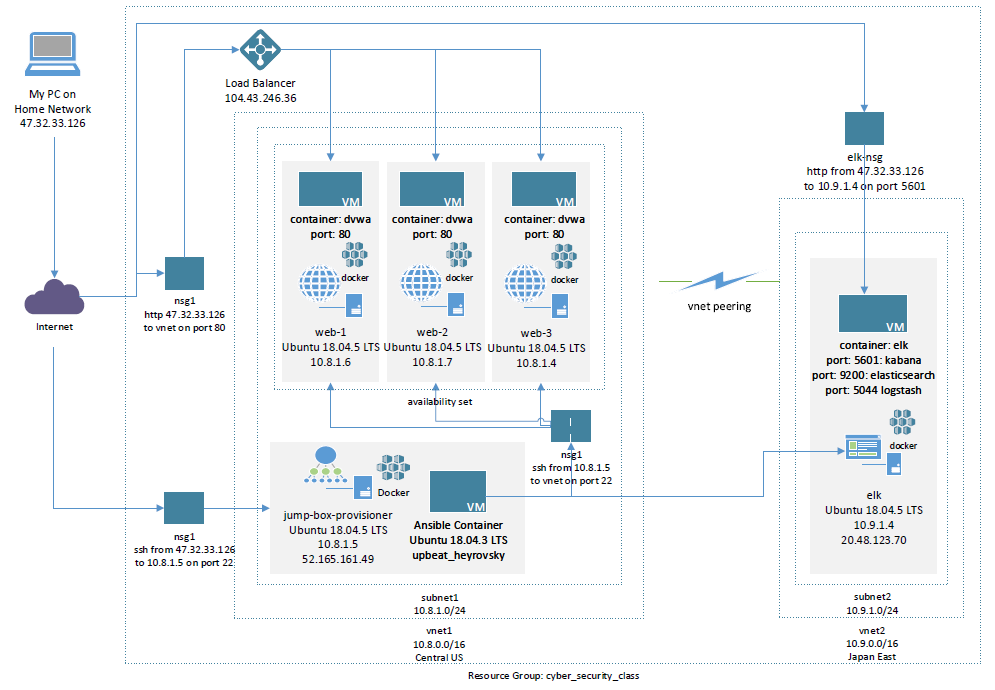 My PC on
Home Network
47.32.33.126
Load Balancer
104.43.246.36
elk-nsg
http from 47.32.33.126
to 10.9.1.4 on port 5601
Internet
nsg1
http 47.32.33.126
to vnet on port 80
VM
container: dvwa
port: 80
docker
web-1
Ubuntu 18.04.5 LTS
10.8.1.6
VM
container: dvwa
port: 80
docker
web-2
Ubuntu 18.04.5 LTS
10.8.1.7
VM
container: dvwa
port: 80
docker
web-3
Ubuntu 18.04.5 LTS
10.8.1.4
availability set
vnet peering
VM
container: elk
port: 5601: kabana
port: 9200: elasticsearch
port: 5044 logstash
docker
elk
Ubuntu 18.04.5 LTS
10.9.1.4
20.48.123.70
nsg1
ssh from 10.8.1.5
to vnet on port 22
nsg1
ssh from 47.32.33.126
to 10.8.1.5 on port 22
Docker
jump-box-provisioner
Ubuntu 18.04.5 LTS
10.8.1.5
52.165.161.49
VM
Ansible Container
Ubuntu 18.04.3 LTS
upbeat_heyrovsky
subnet1
10.8.1.0/24
vnet1
10.8.0.0/16
Central US
subnet2
10.9.1.0/24
vnet2
10.9.0.0/16
Japan East
Resource Group: cyber_security_class